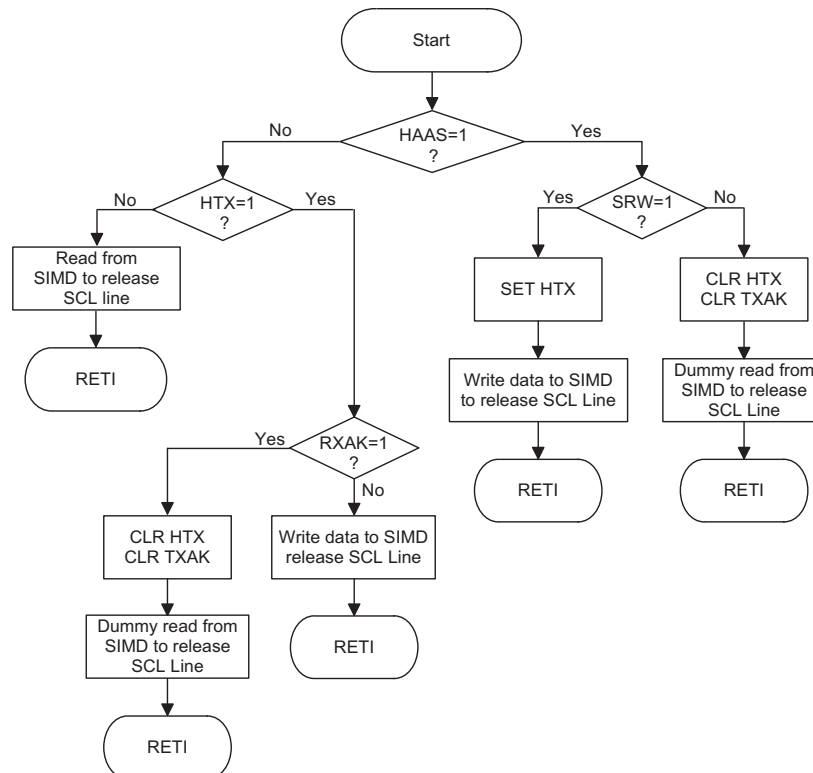 Start
HAAS=1
?
No
Yes
HTX=1
?
No
Yes
SRW=1
?
Yes
No
Read from
SIMD to release
SCL line
RETI
SET HTX
Write data to SIMD
to release SCL Line
RETI
CLR HTX
CLR TXAK
Dummy read from
SIMD to release
SCL Line
RETI
RXAK=1
?
Yes
No
CLR HTX
CLR TXAK
Dummy read from
SIMD to release
SCL Line
RETI
Write data to SIMD
release SCL Line
RETI